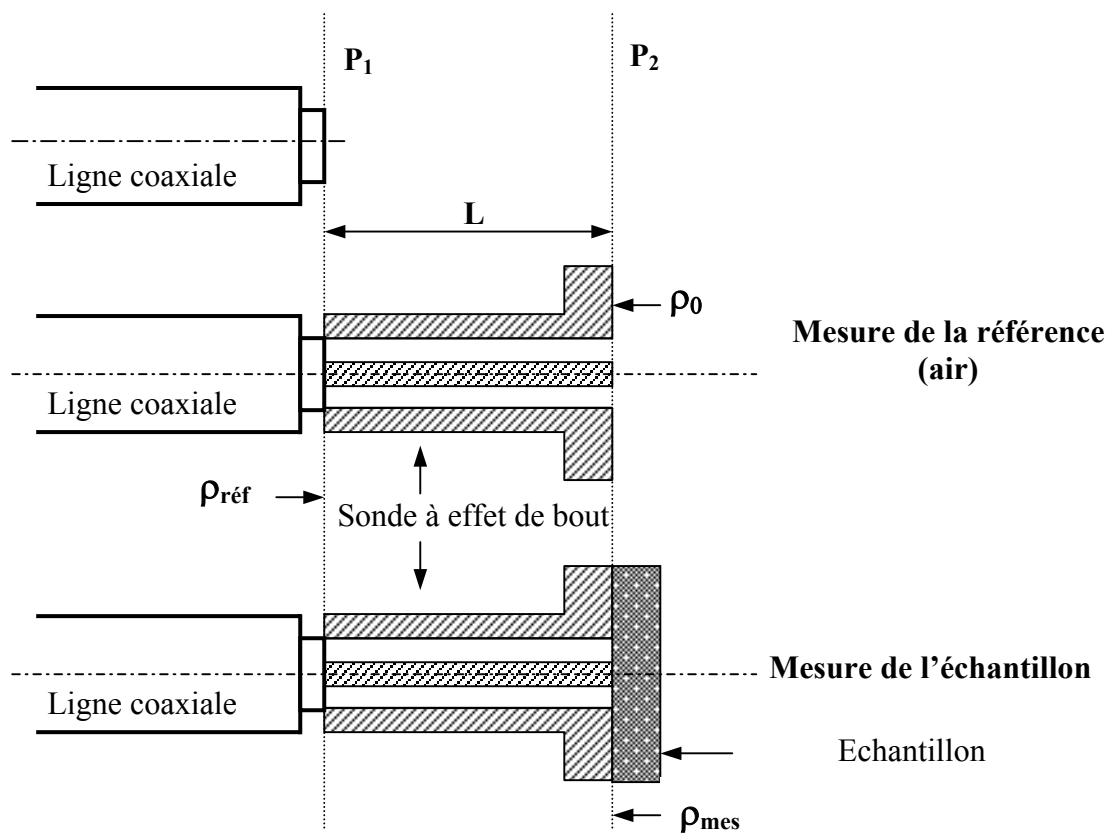 P₁
P₂
Ligne coaxiale
L
ρ₀
Mesure de la référence
(air)
Ligne coaxiale
ρréf
Sonde à effet de bout
Mesure de l’échantillon
Ligne coaxiale
Echantillon
ρmes